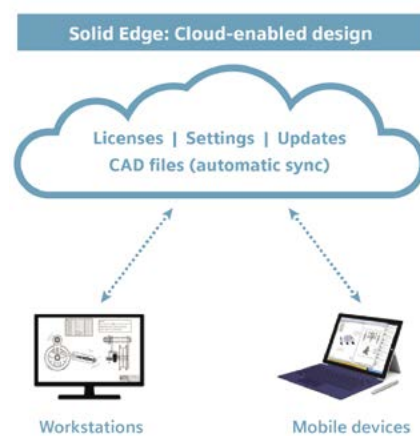 Solid Edge: Cloud-enabled design
Licenses | Settings | Updates
CAD files (automatic sync)
Workstations
Mobile devices